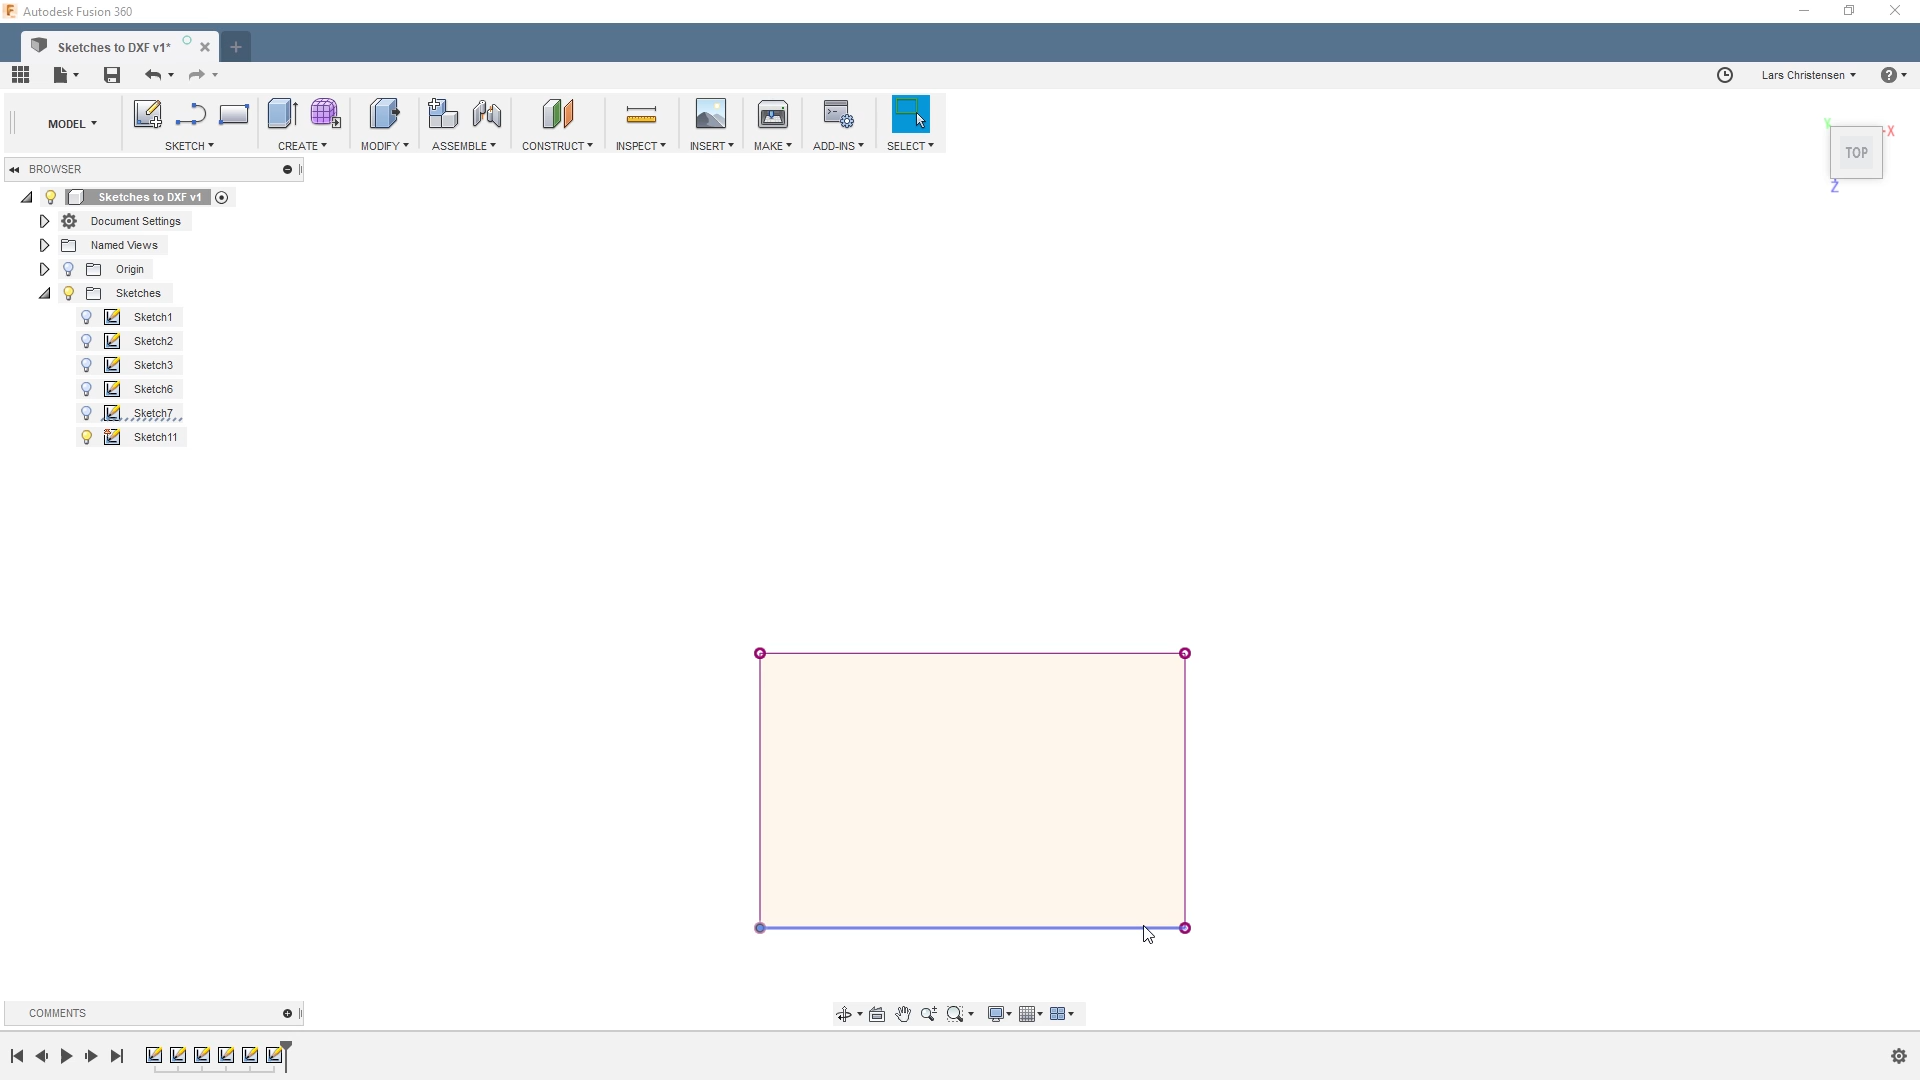 Autodesk Fusion 360
Sketches to DXF v1*
Lars Christensen
MODEL
SKETCH
CREATE
MODIFY
ASSEMBLE
CONSTRUCT
INSPECT
INSERT
MAKE
ADD-INS
SELECT
Y
X
TOP
Z
BROWSER
Sketches to DXF v1
Document Settings
Named Views
Origin
Sketches
Sketch1
Sketch2
Sketch3
Sketch6
Sketch7
Sketch11
COMMENTS